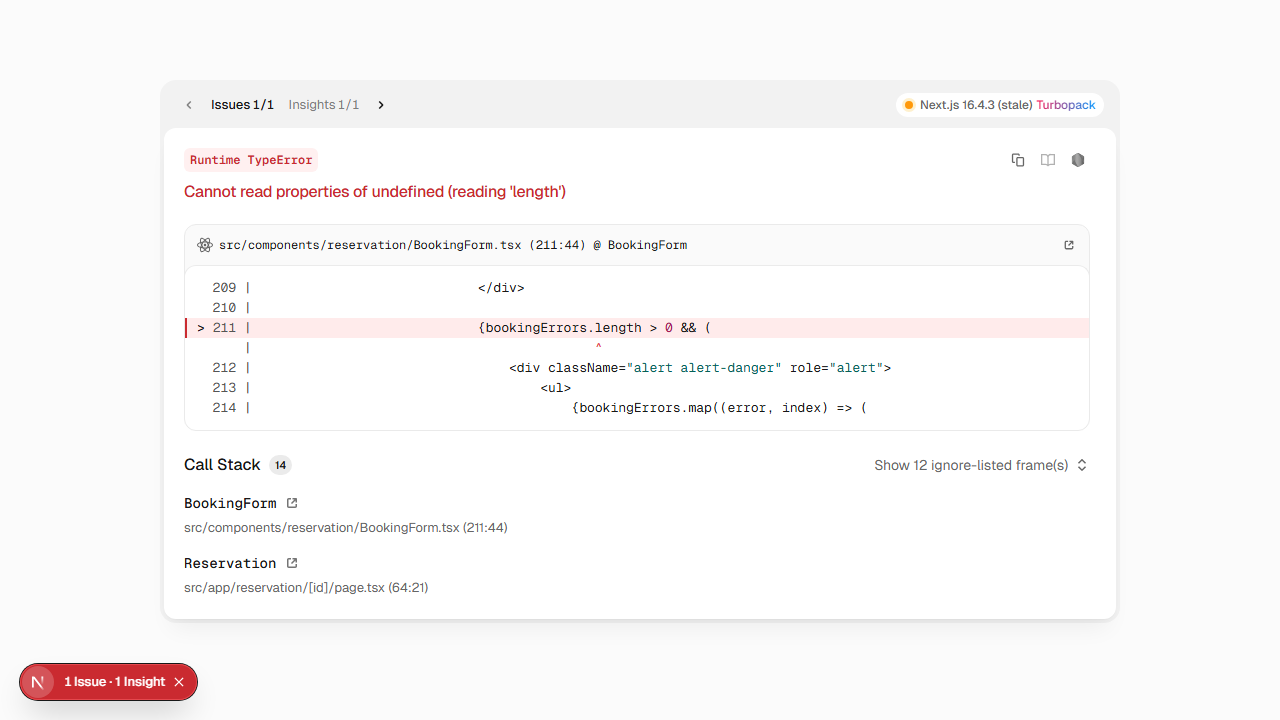 Issues 1/1 Insights 1/1 Next.js 16.4.3 (stale) Turbopack
Runtime TypeError
Cannot read properties of undefined (reading 'length')
src/components/reservation/BookingForm.tsx (211:44) @ BookingForm
209 | </div>
210 |
> 211 | {bookingErrors.length > 0 && (
| ^
212 | <div className="alert alert-danger" role="alert">
213 | <ul>
214 | {bookingErrors.map((error, index) => (
Call Stack 14 Show 12 ignore-listed frame(s)
BookingForm
src/components/reservation/BookingForm.tsx (211:44)
Reservation
src/app/reservation/[id]/page.tsx (64:21)
N 1 Issue · 1 Insight